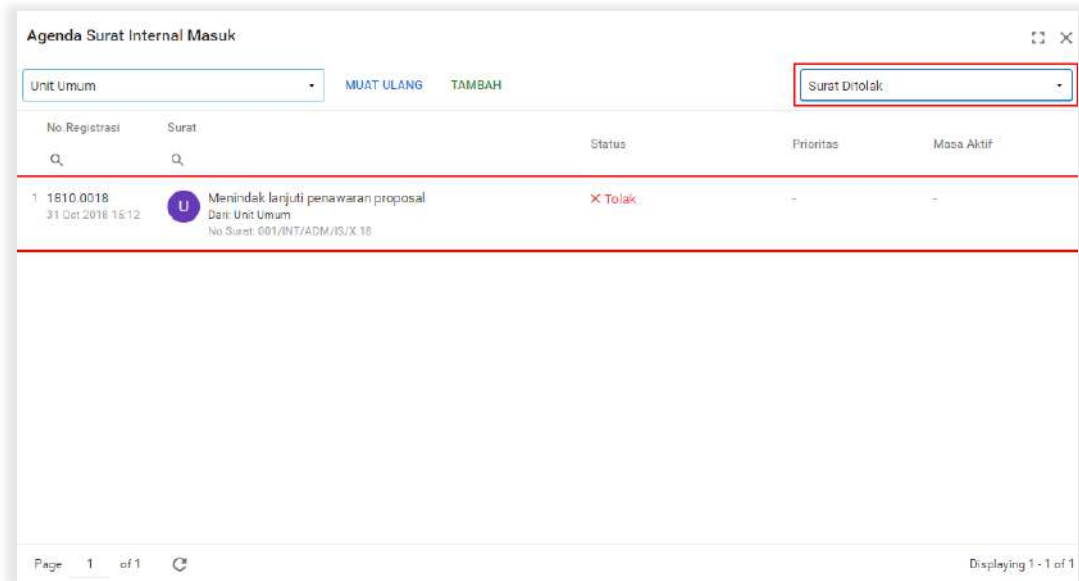 Agenda Surat Internal Masuk
Unit Umum MUAT ULANG TAMBAH Surat Ditolak
No.Registrasi Surat Status Prioritas Masa Aktif
1 1810.0018 U Menindak lanjuti penawaran proposal × Tolak - -
31 Oct 2018 15:12 Dari: Unit Umum
No Surat: 001/INT/ADM/IS/X.18
Page 1 of 1 Displaying 1 - 1 of 1